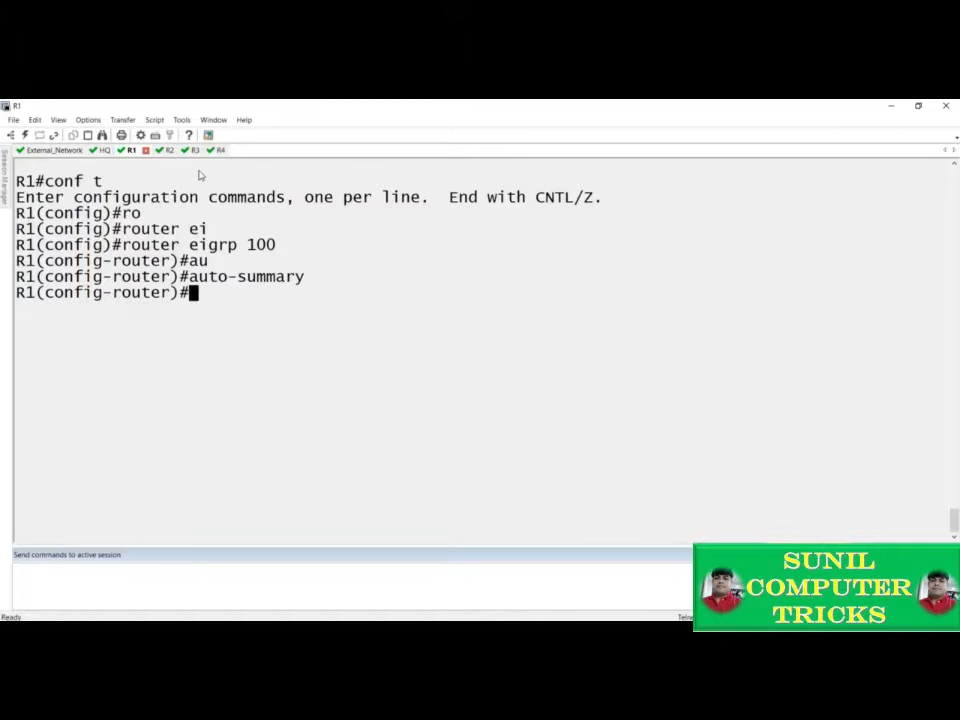 R1
File Edit View Options Transfer Script Tools Window Help
External_Network HQ R1 R2 R3 R4
Session Manager
R1#conf t
Enter configuration commands, one per line.  End with CNTL/Z.
R1(config)#ro
R1(config)#router ei
R1(config)#router eigrp 100
R1(config-router)#au
R1(config-router)#auto-summary
R1(config-router)#
Send commands to active session
Ready
SUNIL
COMPUTER
TRICKS